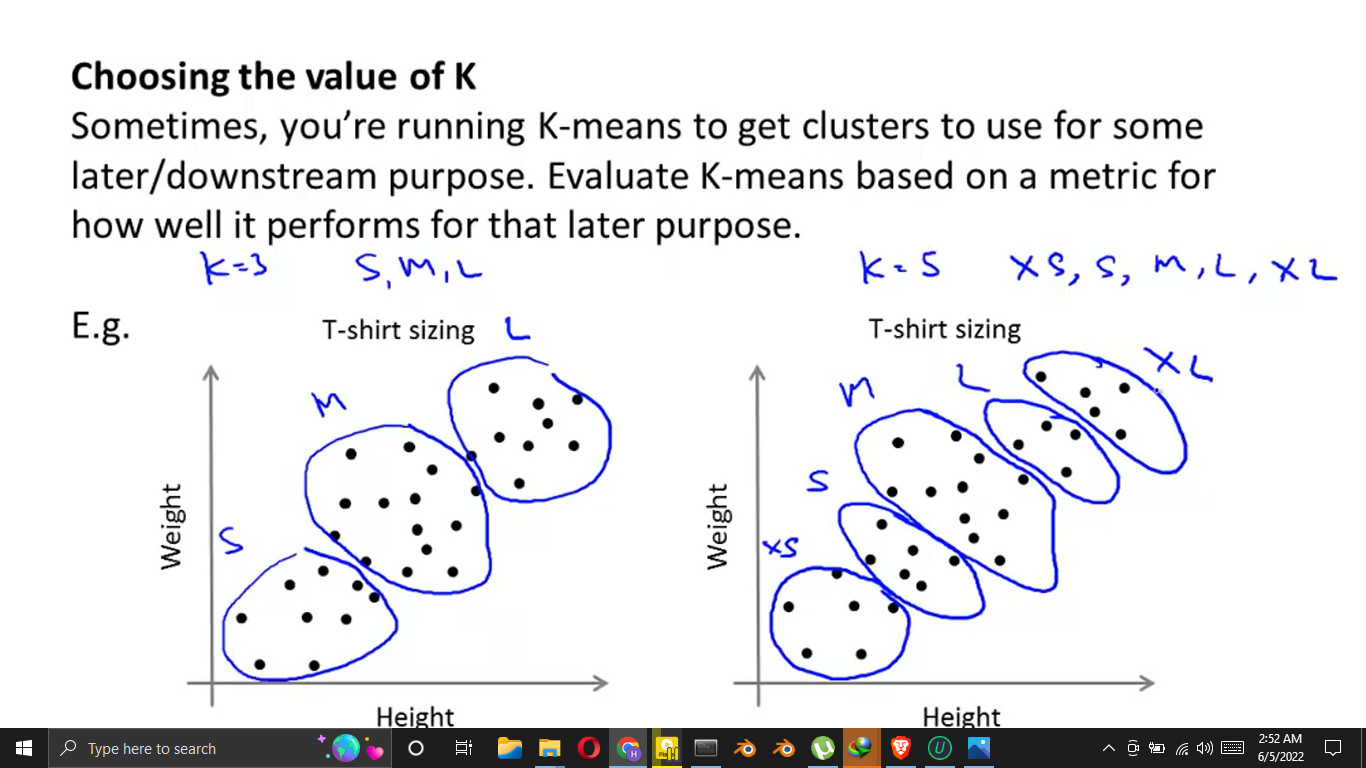 Choosing the value of K
Sometimes, you’re running K-means to get clusters to use for some
later/downstream purpose. Evaluate K-means based on a metric for
how well it performs for that later purpose.
K=3 S, M, L
K = 5 XS, S, M, L, XL
E.g.
T-shirt sizing L
M
S
Weight
Height
T-shirt sizing
XL
L
M
S
XS
Weight
Height
Type here to search
2:52 AM
6/5/2022